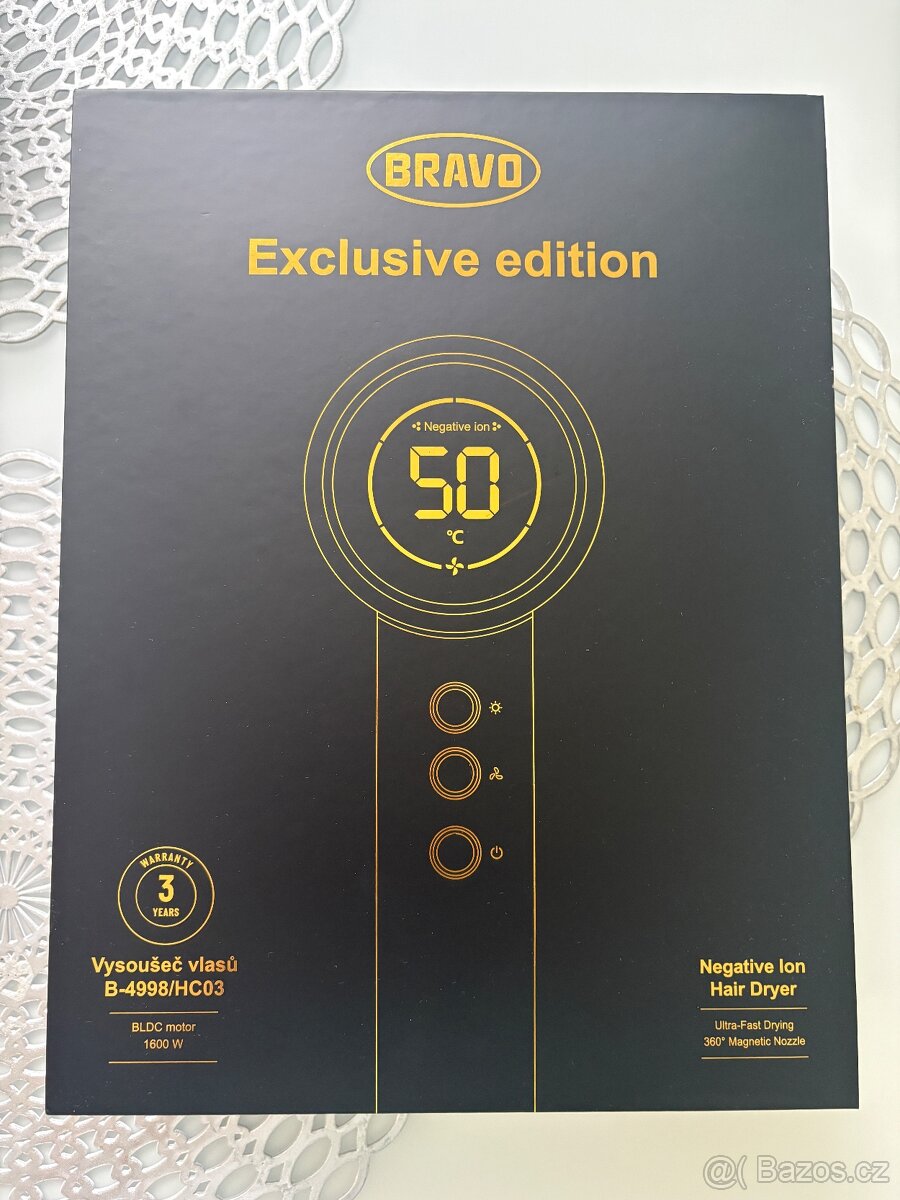 BRAVO
Exclusive edition
Negative ion
50
°C
WARRANTY
3
YEARS
Vysoušeč vlasů
B-4998/HC03
BLDC motor
1600 W
Negative Ion
Hair Dryer
Ultra-Fast Drying
360° Magnetic Nozzle
@( Bazos.cz